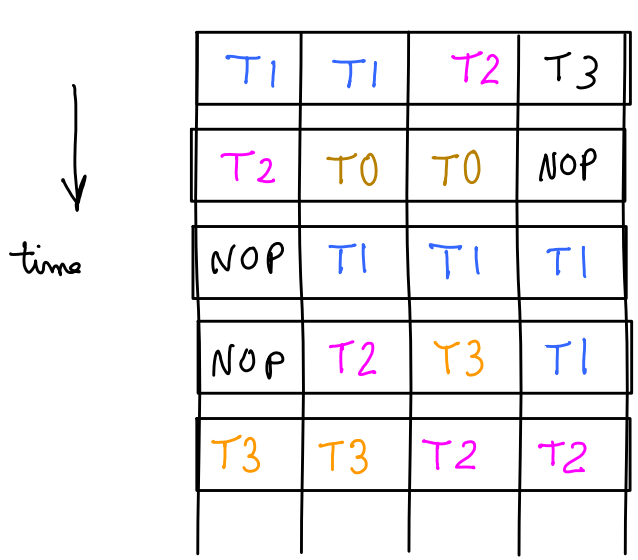 T1 T1 T2 T3
T2 T0 T0 NOP
time
NOP T1 T1 T1
NOP T2 T3 T1
T3 T3 T2 T2